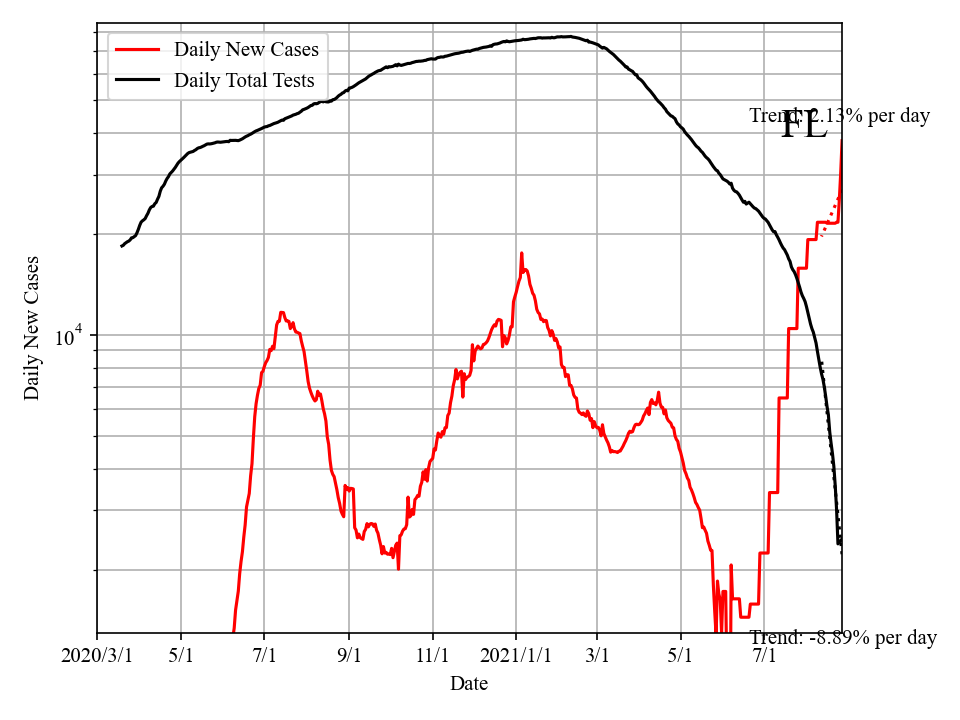 Daily New Cases
Daily Total Tests
Trend: 2.13% per day
FL
Daily New Cases
10^4
Trend: -8.89% per day
2020/3/1 5/1 7/1 9/1 11/1 2021/1/1 3/1 5/1 7/1
Date